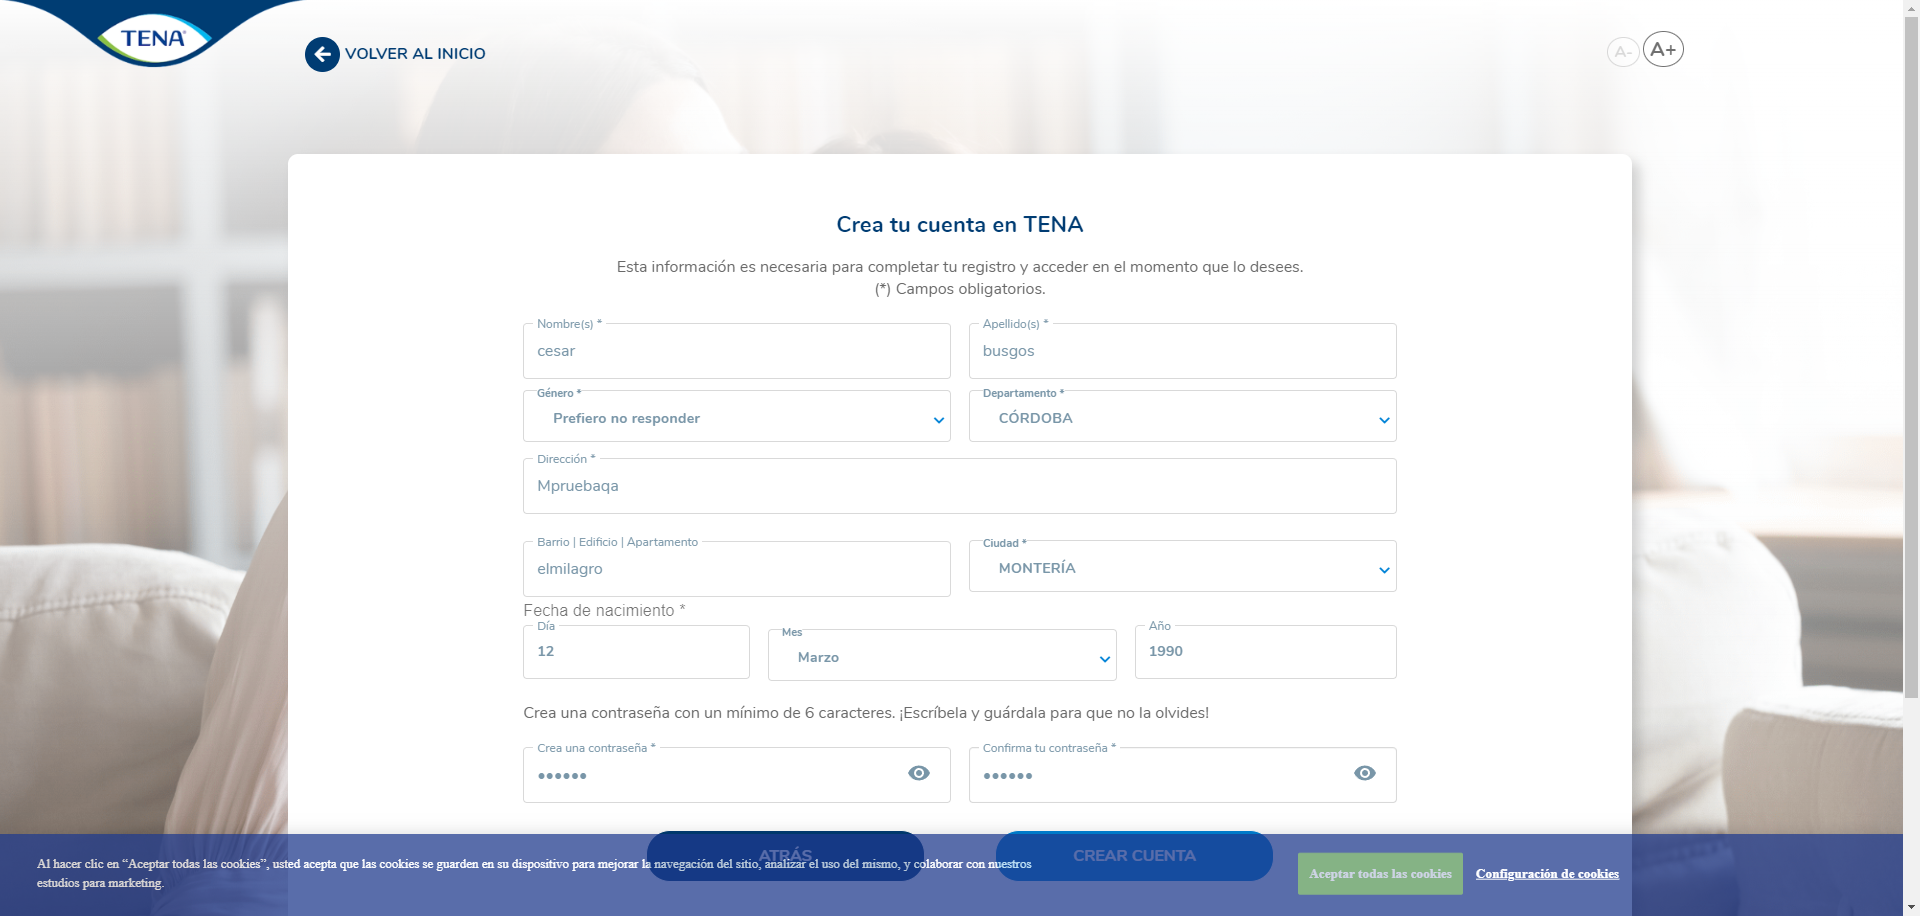 TENA
VOLVER AL INICIO
A-
A+
Crea tu cuenta en TENA
Esta información es necesaria para completar tu registro y acceder en el momento que lo desees.
(*) Campos obligatorios.
Nombre(s) *
Apellido(s) *
cesar
busgos
Género *
Departamento *
Prefiero no responder
CÓRDOBA
Dirección *
Mpruebaqa
Barrio | Edificio | Apartamento
Ciudad *
elmilagro
MONTERÍA
Fecha de nacimiento *
Día
Mes
Año
12
Marzo
1990
Crea una contraseña con un mínimo de 6 caracteres. ¡Escríbela y guárdala para que no la olvides!
Crea una contraseña *
Confirma tu contraseña *
••••••
••••••
ATRÁS
CREAR CUENTA
Al hacer clic en “Aceptar todas las cookies”, usted acepta que las cookies se guarden en su dispositivo para mejorar la navegación del sitio, analizar el uso del mismo, y colaborar con nuestros
estudios para marketing.
Aceptar todas las cookies
Configuración de cookies